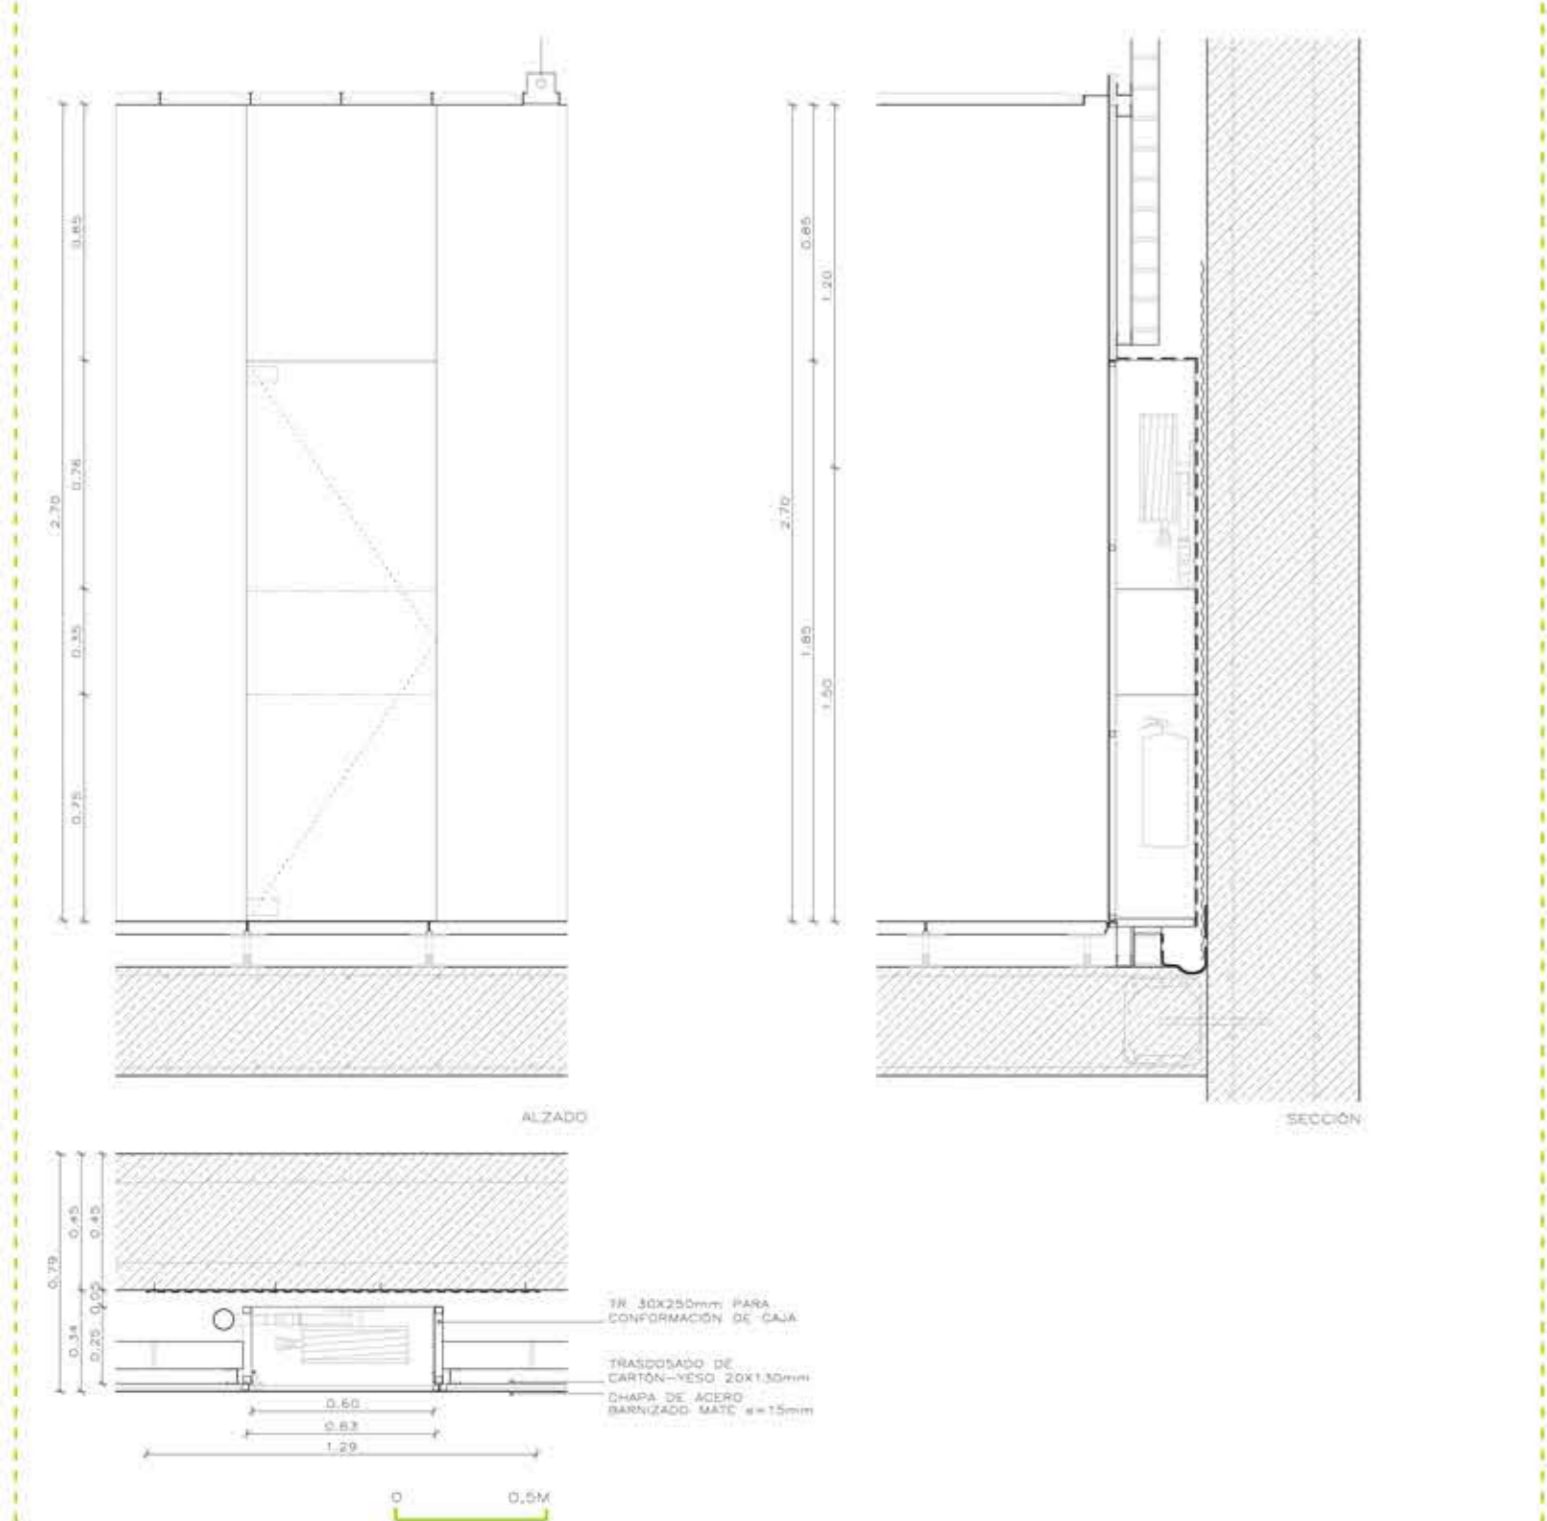 2.70
0.85
0.76
0.35
0.75
2.70
0.85
1.85
1.20
1.50
ALZADO
SECCIÓN
0.79
0.45
0.34
0.45
0.05
0.25
TR 30X250mm PARA
CONFORMACIÓN DE CAJA
TRASDOSADO DE
CARTÓN-YESO 20X130mm
CHAPA DE ACERO
BARNIZADO MATE e=15mm
0.60
0.63
1.29
0
0.5M